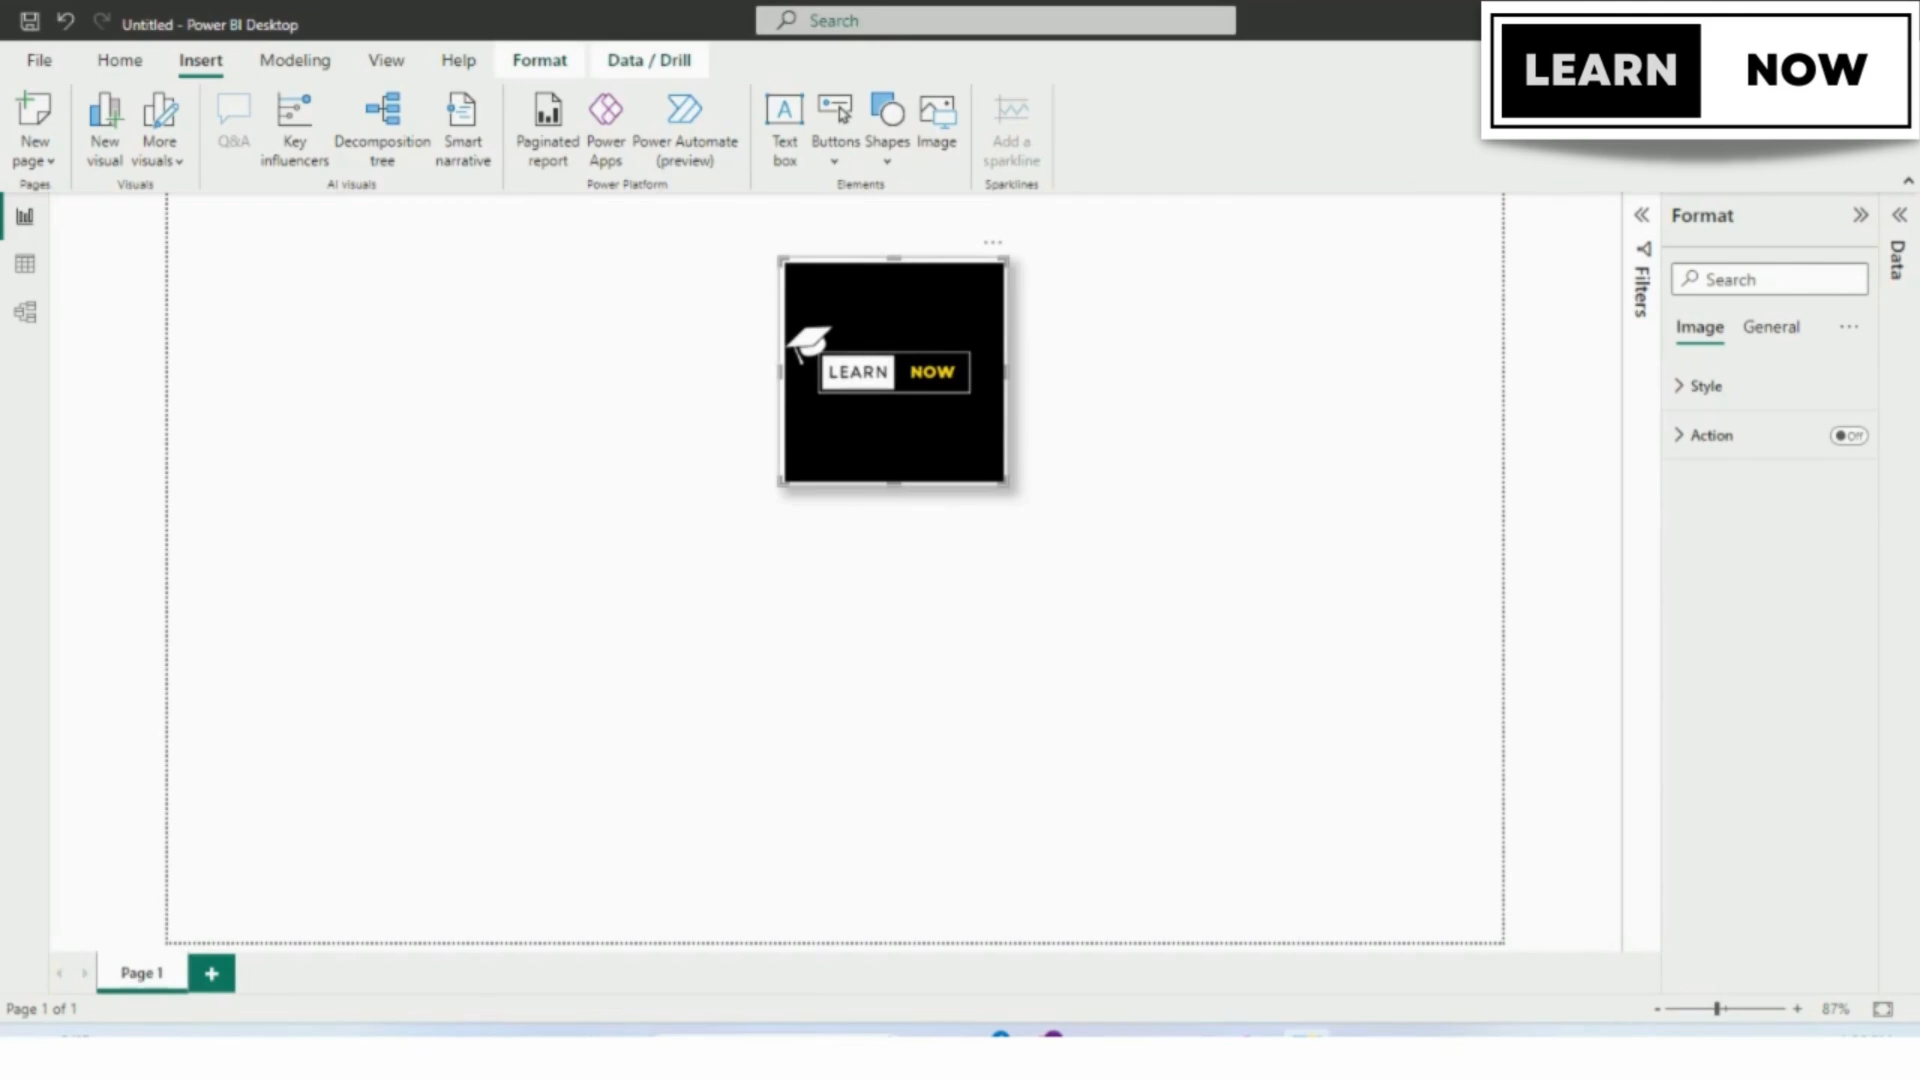 Untitled - Power BI Desktop
Search
LEARN NOW
File Home Insert Modeling View Help Format Data / Drill
New page
New visual
More visuals
Q&A
Key influencers
Decomposition tree
Smart narrative
Paginated report
Power Apps
Power Automate (preview)
Text box
Buttons
Shapes
Image
Add a sparkline
Pages
Visuals
AI visuals
Power Platform
Elements
Sparklines
LEARN NOW
Filters
Format
Search
Image General
Style
Action Off
Data
Page 1
Page 1 of 1
87%